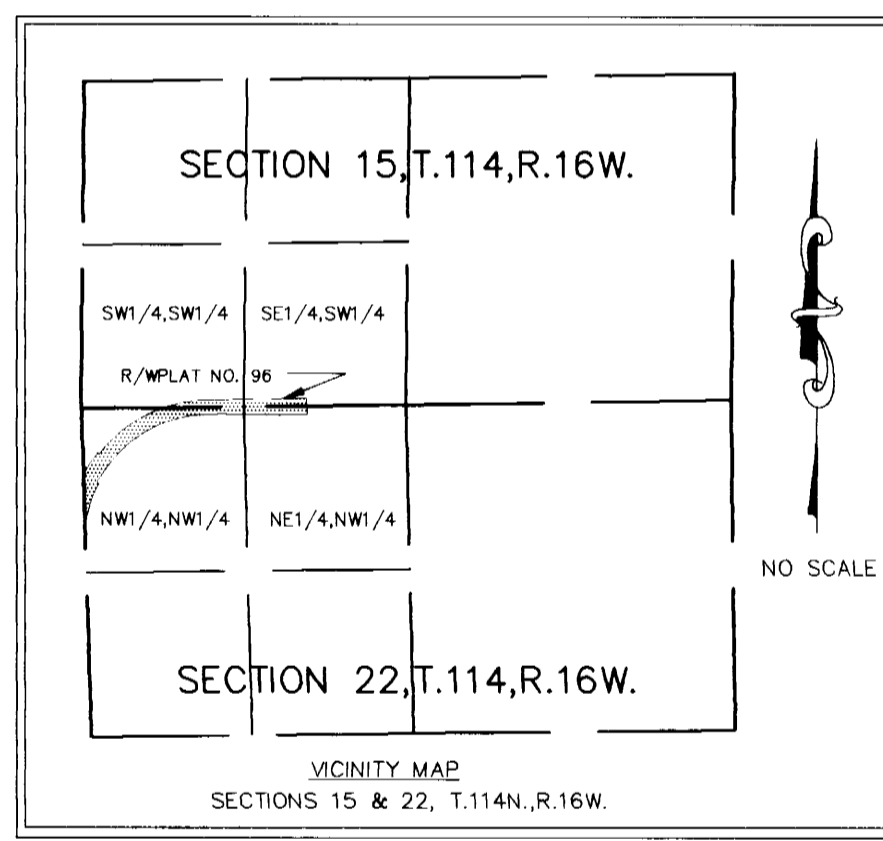 SECTION 15,T.114,R.16W.
SW1/4,SW1/4
SE1/4,SW1/4
R/WPLAT NO. 96
NW1/4,NW1/4
NE1/4,NW1/4
NO SCALE
SECTION 22,T.114,R.16W.
VICINITY MAP
SECTIONS 15 & 22, T.114N.,R.16W.